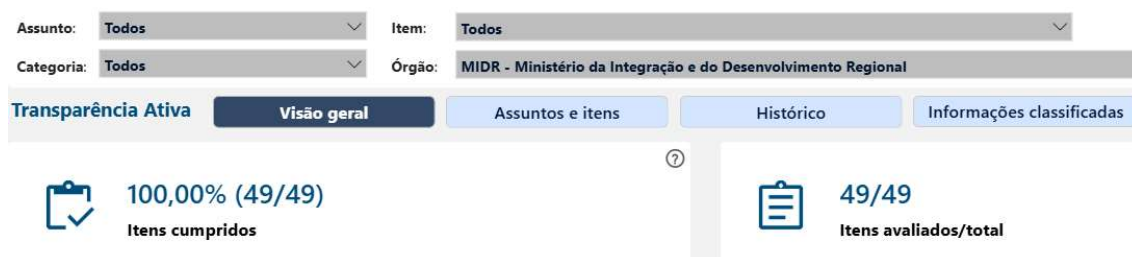 Assunto: Todos Item: Todos
Categoria: Todos Órgão: MIDR - Ministério da Integração e do Desenvolvimento Regional
Transparência Ativa Visão geral Assuntos e itens Histórico Informações classificadas
?
100,00% (49/49) 49/49
Itens cumpridos Itens avaliados/total